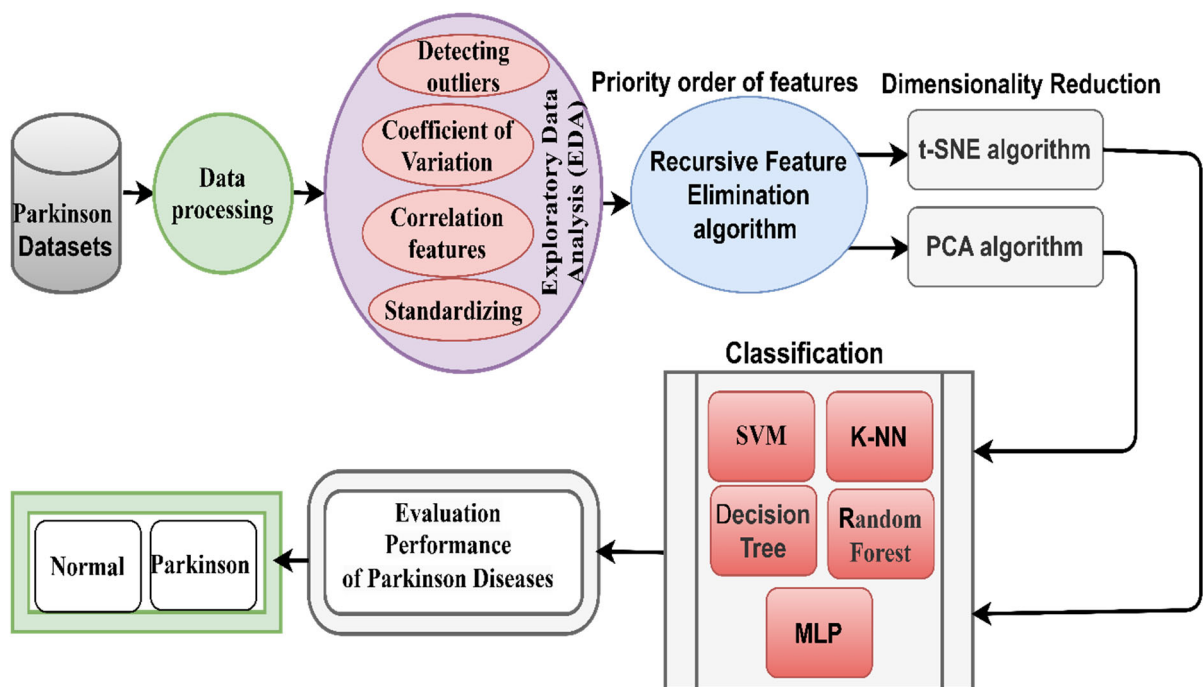 Parkinson
Datasets
Data
processing
Detecting
outliers
Coefficient of
Variation
Correlation
features
Standardizing
Exploratory Data
Analysis (EDA)
Priority order of features
Recursive Feature
Elimination
algorithm
Dimensionality Reduction
t-SNE algorithm
PCA algorithm
Classification
SVM
K-NN
Decision
Tree
Random
Forest
MLP
Evaluation
Performance
of Parkinson Diseases
Normal
Parkinson